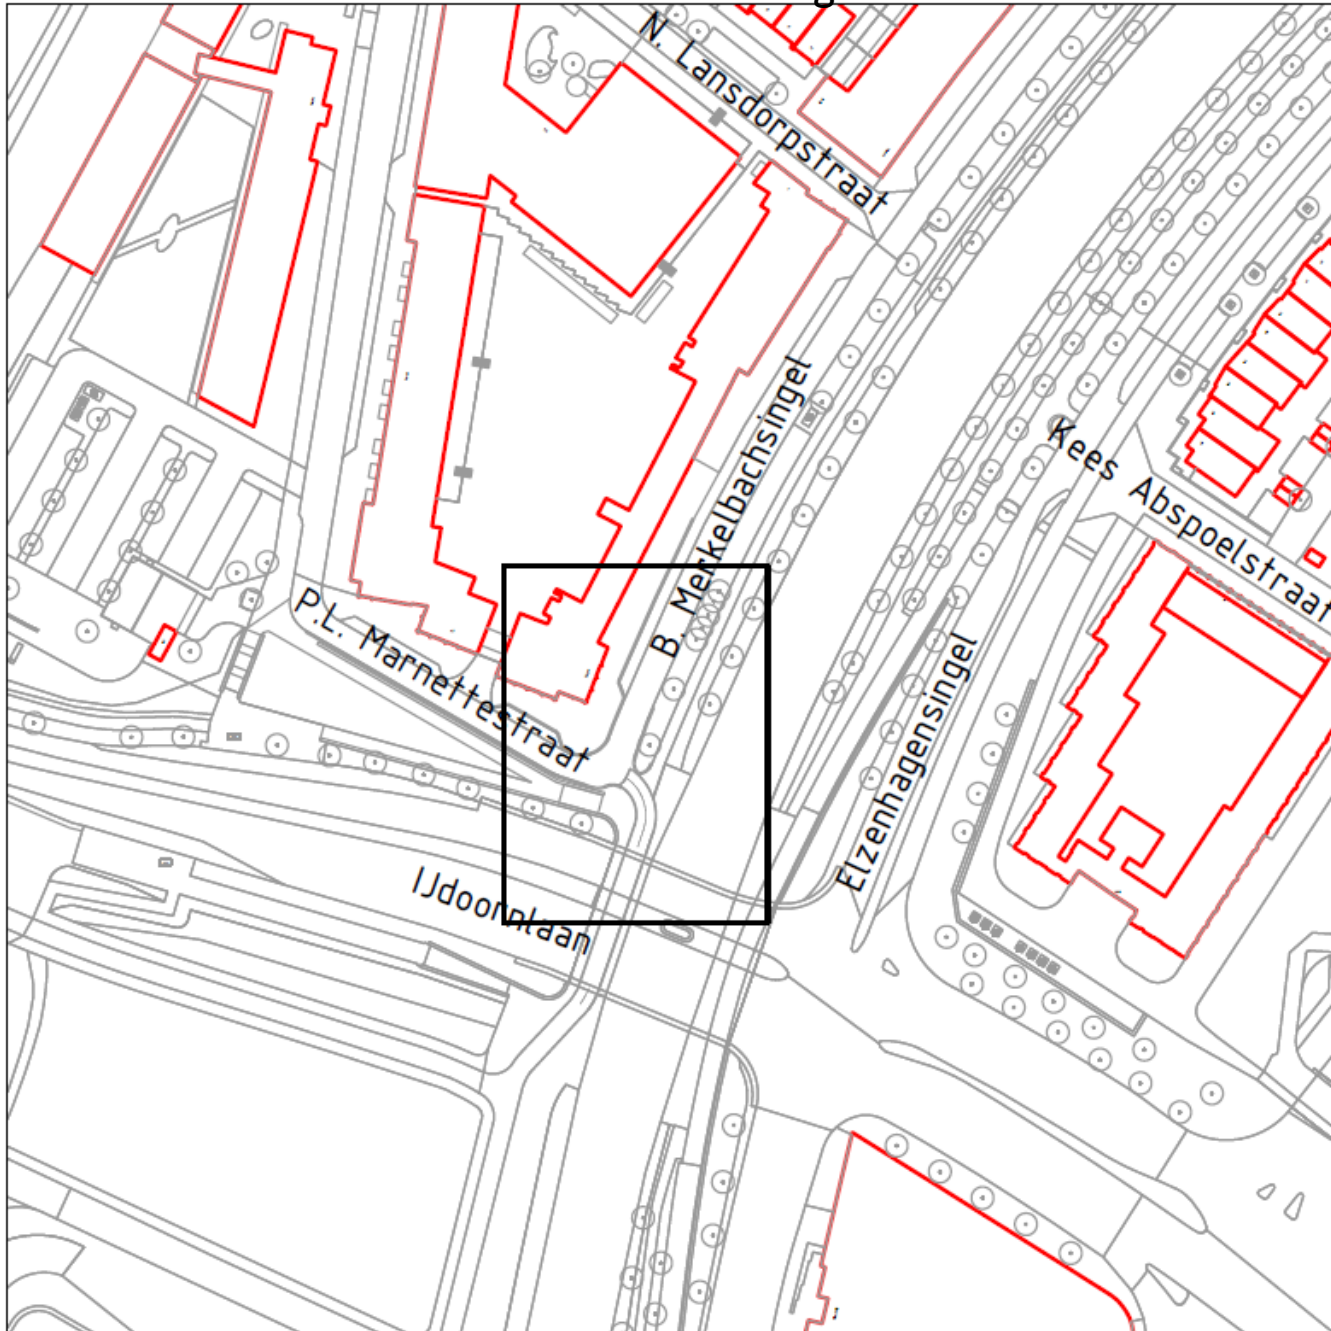 g
N. Lansdorpstraat
B. Merkelbachsingel
Kees Abspoelstraat
P.L. Marnettestraat
Elzenhagensingel
IJdoornlaan